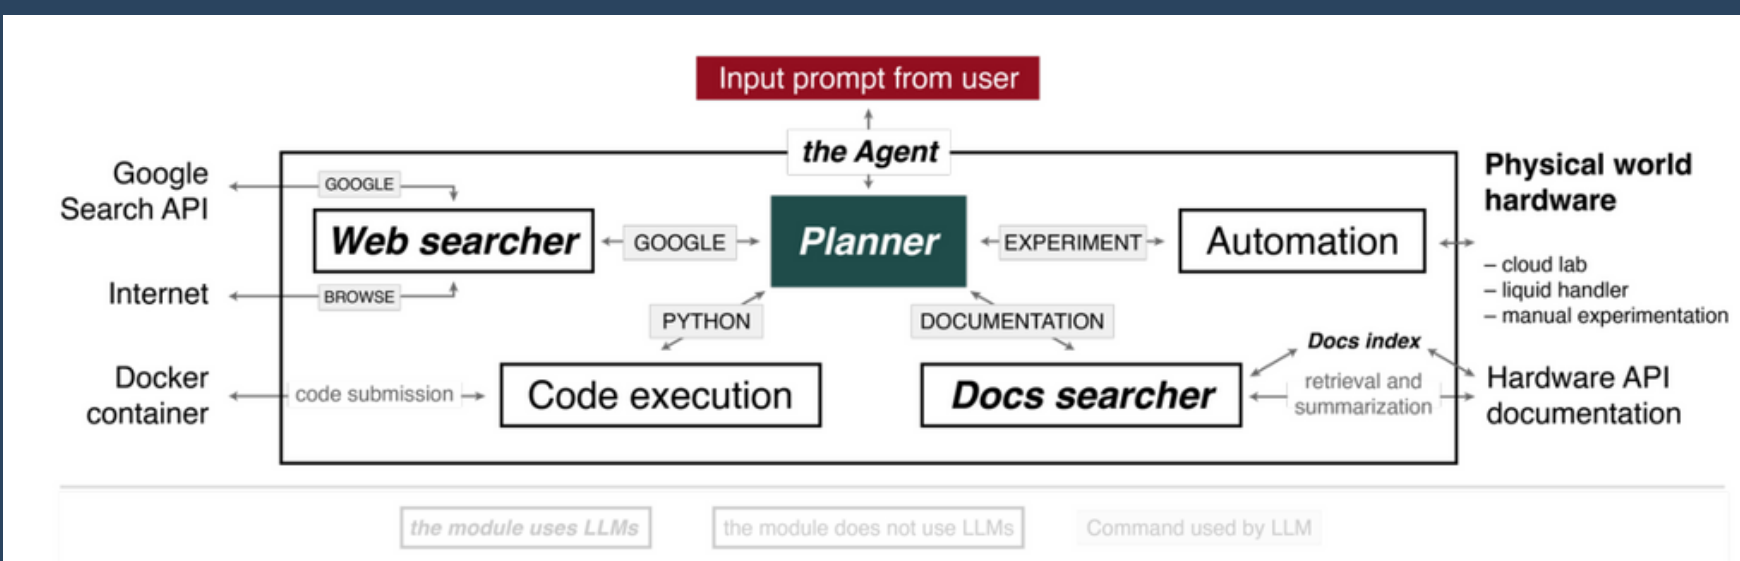 Input prompt from user
the Agent
Google
Search API
GOOGLE
Web searcher
GOOGLE
Planner
EXPERIMENT
Automation
Physical world
hardware
– cloud lab
– liquid handler
– manual experimentation
Internet
BROWSE
PYTHON
DOCUMENTATION
Docs index
Docker
container
code submission
Code execution
Docs searcher
retrieval and
summarization
Hardware API
documentation
the module uses LLMs
the module does not use LLMs
Command used by LLM